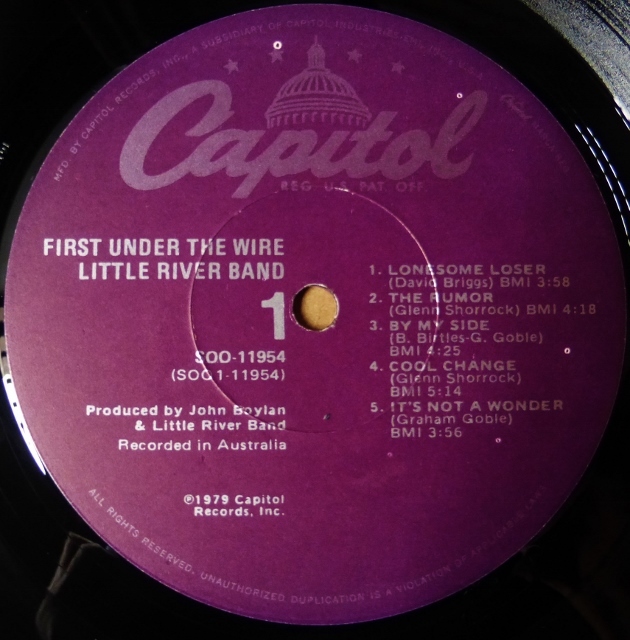 MFD. BY CAPITOL RECORDS, INC., A SUBSIDIARY OF CAPITOL INDUSTRIES
Capitol
REG. U.S. PAT. OFF.
FIRST UNDER THE WIRE
LITTLE RIVER BAND
1
SOO-11954
(SOO1-11954)
Produced by John Boylan
& Little River Band
Recorded in Australia
℗1979 Capitol
Records, Inc.
1. LONESOME LOSER
(David Briggs) BMI 3:58
2. THE RUMOR
(Glenn Shorrock) BMI 4:18
3. BY MY SIDE
(B. Birtles-G. Goble)
BMI 4:25
4. COOL CHANGE
(Glenn Shorrock)
BMI 5:14
5. IT'S NOT A WONDER
(Graham Goble)
BMI 3:56
ALL RIGHTS RESERVED. UNAUTHORIZED DUPLICATION IS A VIOLATION OF APPLICABLE LAWS